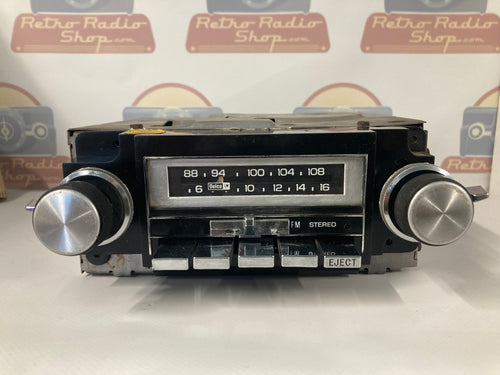 Retro Radio
Shop.com
Retro Radio
Shop.com
88 94 100 104 108
6 Delco 10 12 14 16
FM STEREO
EJECT
Retro Radio
Shop.com